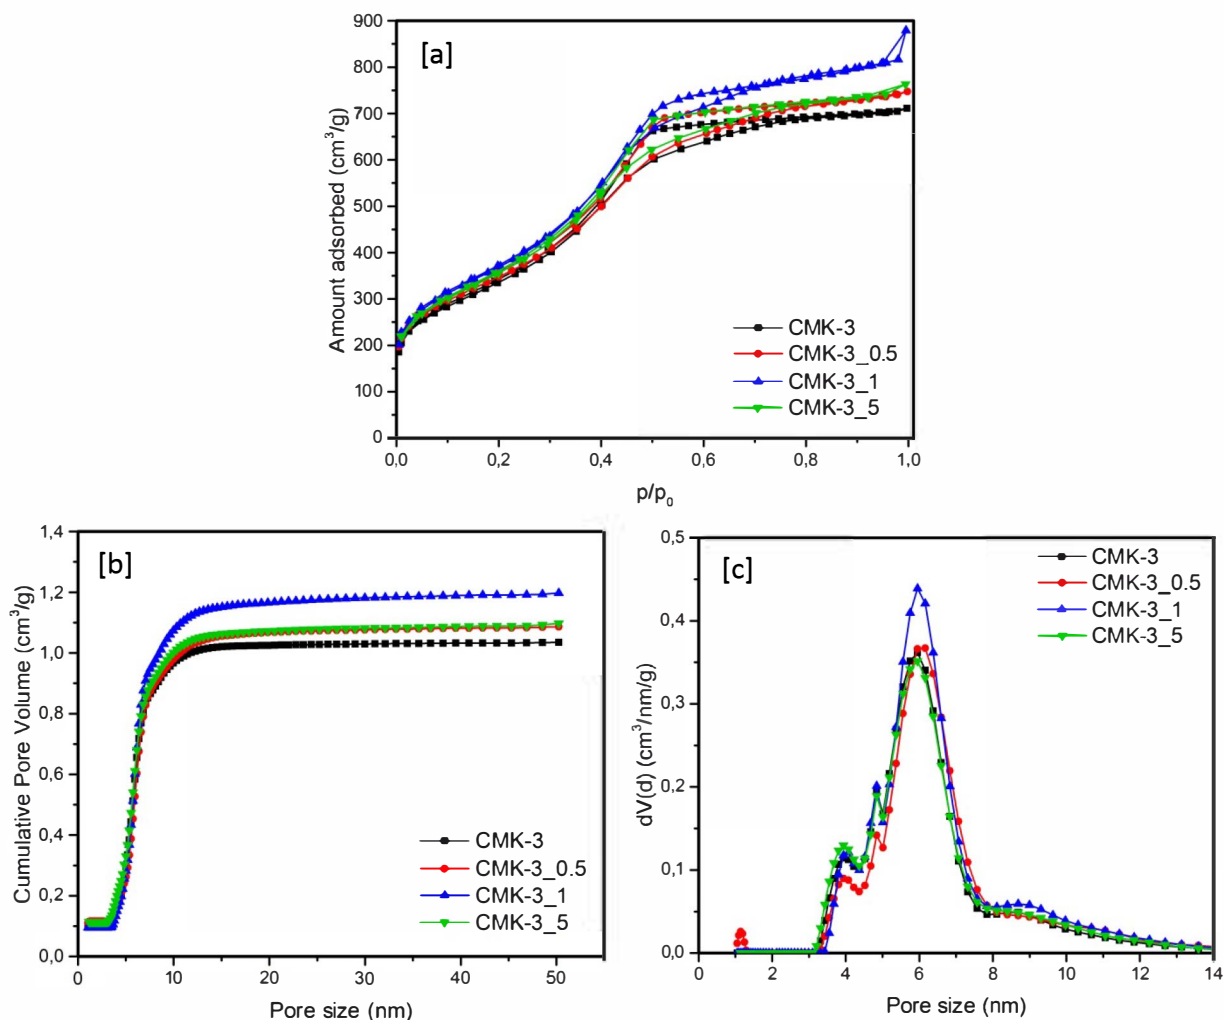 [a]
Amount adsorbed (cm³/g)
900
800
700
600
500
400
300
200
100
0
0,0
0,2
0,4
0,6
0,8
1,0
p/p₀
CMK-3
CMK-3_0.5
CMK-3_1
CMK-3_5
[b]
Cumulative Pore Volume (cm³/g)
1,4
1,2
1,0
0,8
0,6
0,4
0,2
0,0
0
10
20
30
40
50
Pore size (nm)
CMK-3
CMK-3_0.5
CMK-3_1
CMK-3_5
[c]
dV(d) (cm³/nm/g)
0,5
0,4
0,3
0,2
0,1
0,0
0
2
4
6
8
10
12
14
Pore size (nm)
CMK-3
CMK-3_0.5
CMK-3_1
CMK-3_5